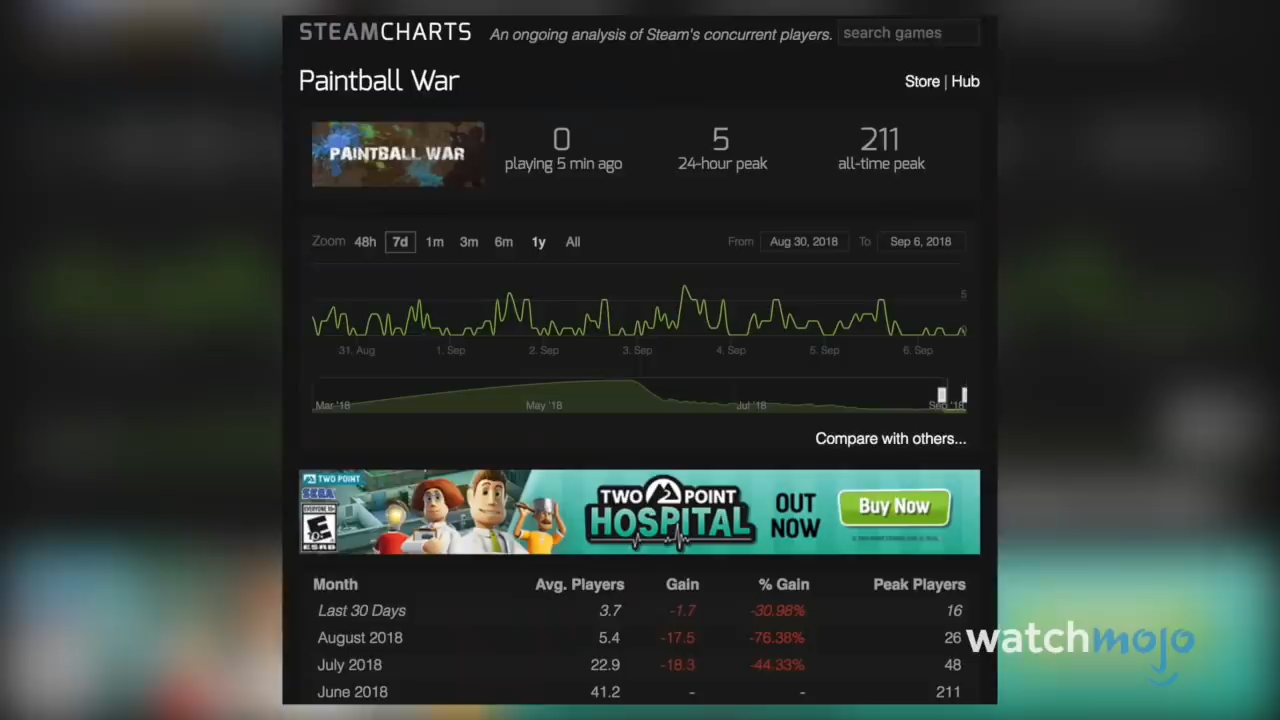 STEAMCHARTS An ongoing analysis of Steam's concurrent players. search games
Paintball War Store | Hub
PAINTBALL WAR
0 5 211
playing 5 min ago 24-hour peak all-time peak
Zoom 48h 7d 1m 3m 6m 1y All From Aug 30, 2018 To Sep 6, 2018
5
0
31. Aug 1. Sep 2. Sep 3. Sep 4. Sep 5. Sep 6. Sep
Mar '18 May '18 Jul '18 Sep '18
Compare with others...
TWO POINT
SEGA
EVERYONE 10+
E
ESRB
TWO POINT
HOSPITAL
OUT
NOW
Buy Now
Month Avg. Players Gain % Gain Peak Players
Last 30 Days 3.7 -1.7 -30.98% 16
August 2018 5.4 -17.5 -76.38% 26
watchmojo
July 2018 22.9 -18.3 -44.33% 48
June 2018 41.2 - - 211